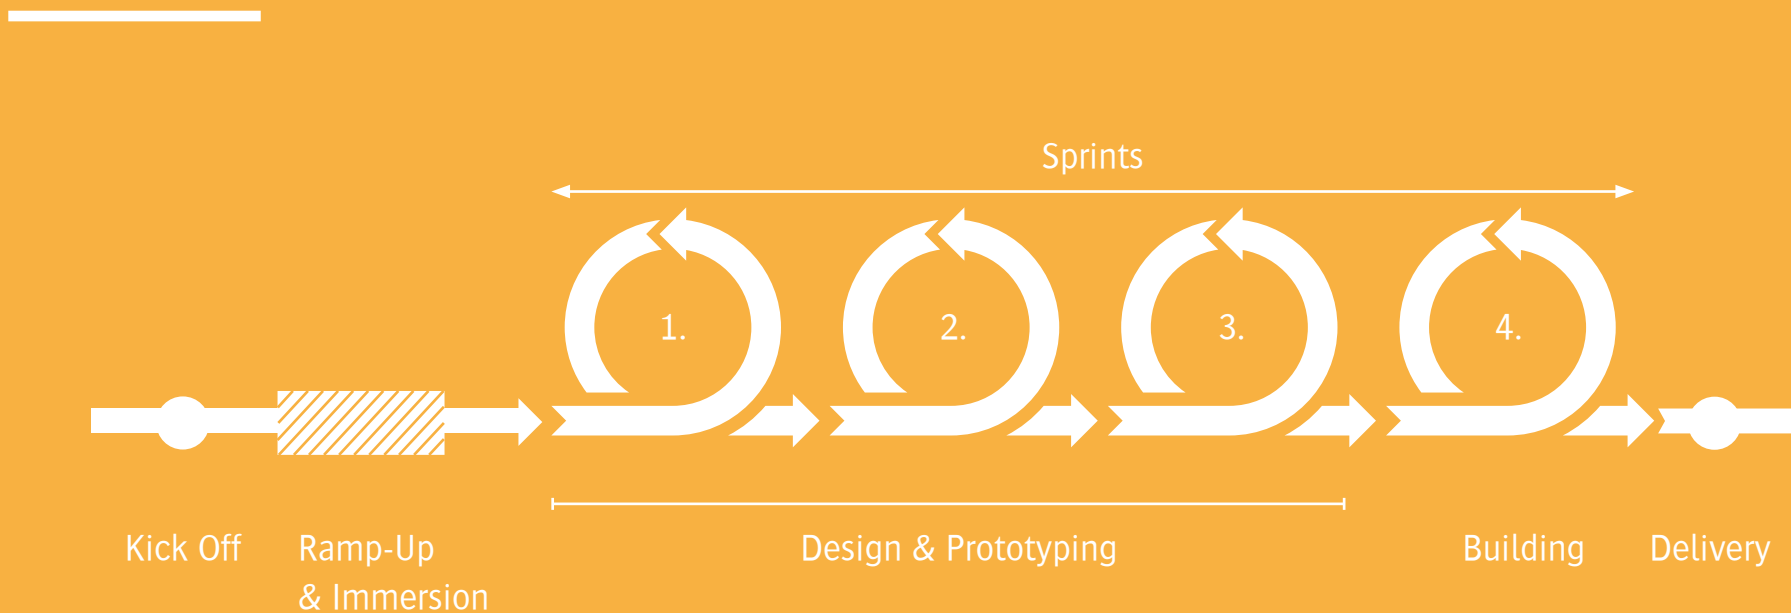 Sprints
1.
2.
3.
4.
Kick Off
Ramp-Up
& Immersion
Design & Prototyping
Building
Delivery